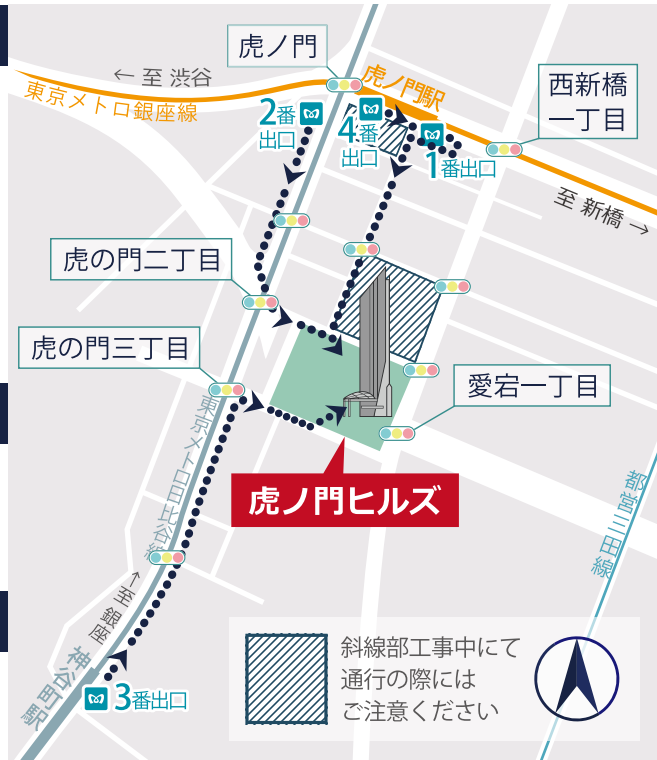 虎ノ門
← 至 渋谷
東京メトロ銀座線
虎ノ門駅
西新橋
一丁目
2番
出口
4番
出口
1番出口
至 新橋 →
虎の門二丁目
虎の門三丁目
愛宕一丁目
東京メトロ日比谷線
虎ノ門ヒルズ
都営三田線
←至 銀座
神谷町駅
3番出口
斜線部工事中にて
通行の際には
ご注意ください